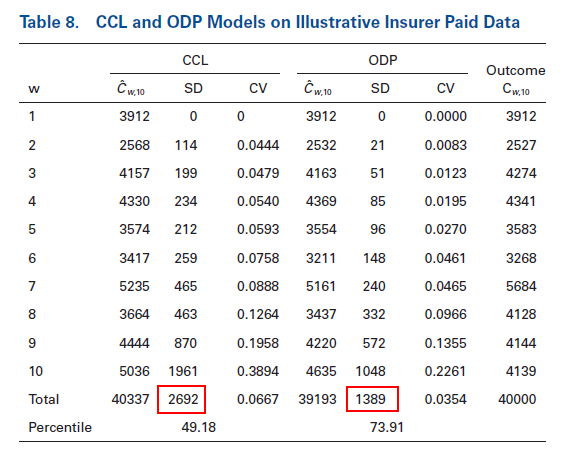 Table 8. CCL and ODP Models on Illustrative Insurer Paid Data
CCL ODP
Outcome
w Ĉw,10 SD CV Ĉw,10 SD CV Cw,10
1 3912 0 0 3912 0 0.0000 3912
2 2568 114 0.0444 2532 21 0.0083 2527
3 4157 199 0.0479 4163 51 0.0123 4274
4 4330 234 0.0540 4369 85 0.0195 4341
5 3574 212 0.0593 3554 96 0.0270 3583
6 3417 259 0.0758 3211 148 0.0461 3268
7 5235 465 0.0888 5161 240 0.0465 5684
8 3664 463 0.1264 3437 332 0.0966 4128
9 4444 870 0.1958 4220 572 0.1355 4144
10 5036 1961 0.3894 4635 1048 0.2261 4139
Total 40337 2692 0.0667 39193 1389 0.0354 40000
Percentile 49.18 73.91